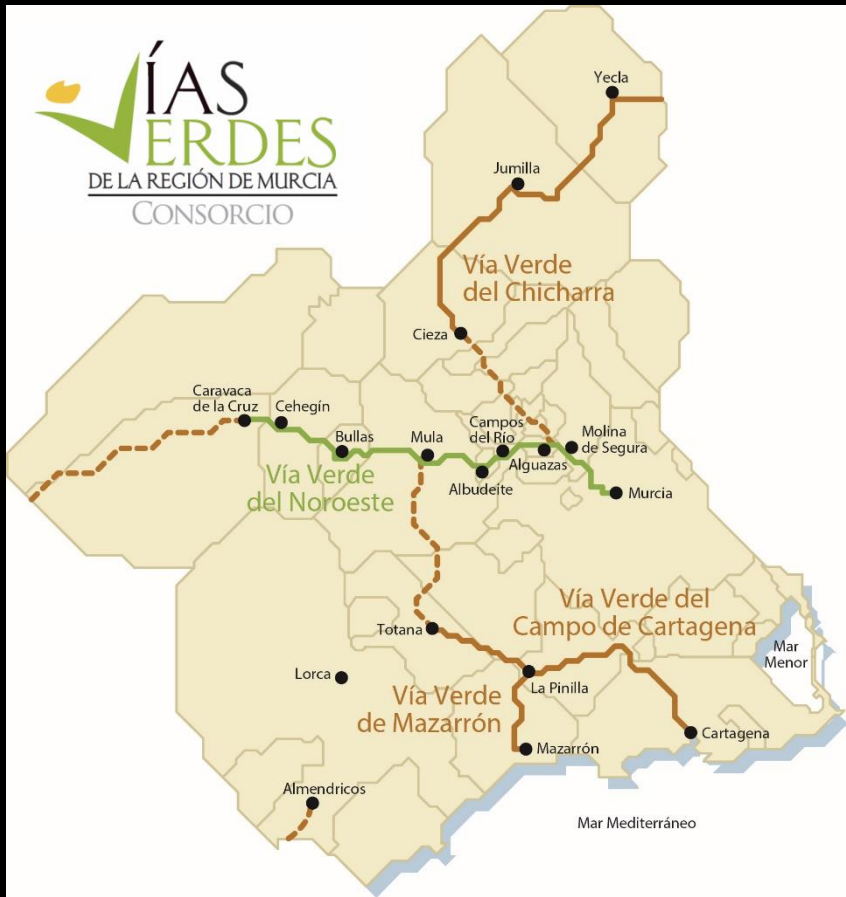 VÍAS
VERDES
DE LA REGIÓN DE MURCIA
CONSORCIO
Yecla
Jumilla
Vía Verde
del Chicharra
Cieza
Caravaca
de la Cruz
Cehegín
Bullas
Mula
Campos
del Río
Molina
de Segura
Alguazas
Albudeite
Vía Verde
del Noroeste
Murcia
Vía Verde del
Campo de Cartagena
Totana
Mar
Menor
Lorca
La Pinilla
Vía Verde
de Mazarrón
Cartagena
Mazarrón
Almendricos
Mar Mediterráneo